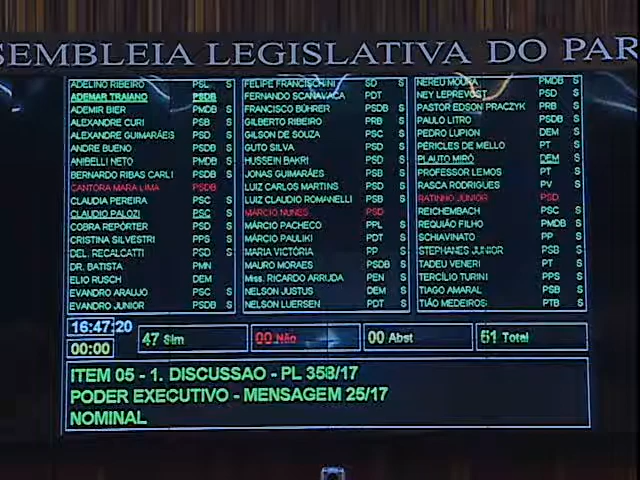 SEMBLEIA LEGISLATIVA DO PAR
ADELINO RIBEIRO PSL S
ADEMAR TRAIANO PSDB
ADEMIR BIER PMDB S
ALEXANDRE CURI PSB S
ALEXANDRE GUIMARÃES PSD S
ANDRE BUENO PSDB S
ANIBELLI NETO PMDB S
BERNARDO RIBAS CARLI PSDB S
CANTORA MARA LIMA PSDB
CLAUDIA PEREIRA PSC S
CLAUDIO PALOZI PSC S
COBRA REPÓRTER PSD S
CRISTINA SILVESTRI PPS S
DEL. RECALCATTI PSD S
DR. BATISTA PMN
ELIO RUSCH DEM
EVANDRO ARAUJO PSC S
EVANDRO JUNIOR PSDB S
FELIPE FRANCISCHINI SD S
FERNANDO SCANAVACA PDT S
FRANCISCO BÜHRER PSDB S
GILBERTO RIBEIRO PRB S
GILSON DE SOUZA PSC S
GUTO SILVA PSD S
HUSSEIN BAKRI PSD S
JONAS GUIMARÃES PSB S
LUIZ CARLOS MARTINS PSD S
LUIZ CLAUDIO ROMANELLI PSB S
MÁRCIO NUNES PSD
MÁRCIO PACHECO PPL S
MÁRCIO PAULIKI PDT S
MARIA VICTÓRIA PP S
MAURO MORAES PSDB S
Miss. RICARDO ARRUDA PEN S
NELSON JUSTUS DEM S
NELSON LUERSEN PDT S
NEREU MOURA PMDB S
NEY LEPREVOST PSD S
PASTOR EDSON PRACZYK PRB S
PAULO LITRO PSDB S
PEDRO LUPION DEM S
PÉRICLES DE MELLO PT S
PLAUTO MIRÓ DEM S
PROFESSOR LEMOS PT S
RASCA RODRIGUES PV S
RATINHO JUNIOR PSD
REICHEMBACH PSC S
REQUIÃO FILHO PMDB S
SCHIAVINATO PP S
STEPHANES JUNIOR PSB S
TADEU VENERI PT S
TERCÍLIO TURINI PPS S
TIAGO AMARAL PSB S
TIÃO MEDEIROS PTB S
16:47:20
00:00
47 Sim
00 Não
00 Abst
51 Total
ITEM 05 - 1. DISCUSSAO - PL 358/17
PODER EXECUTIVO - MENSAGEM 25/17
NOMINAL